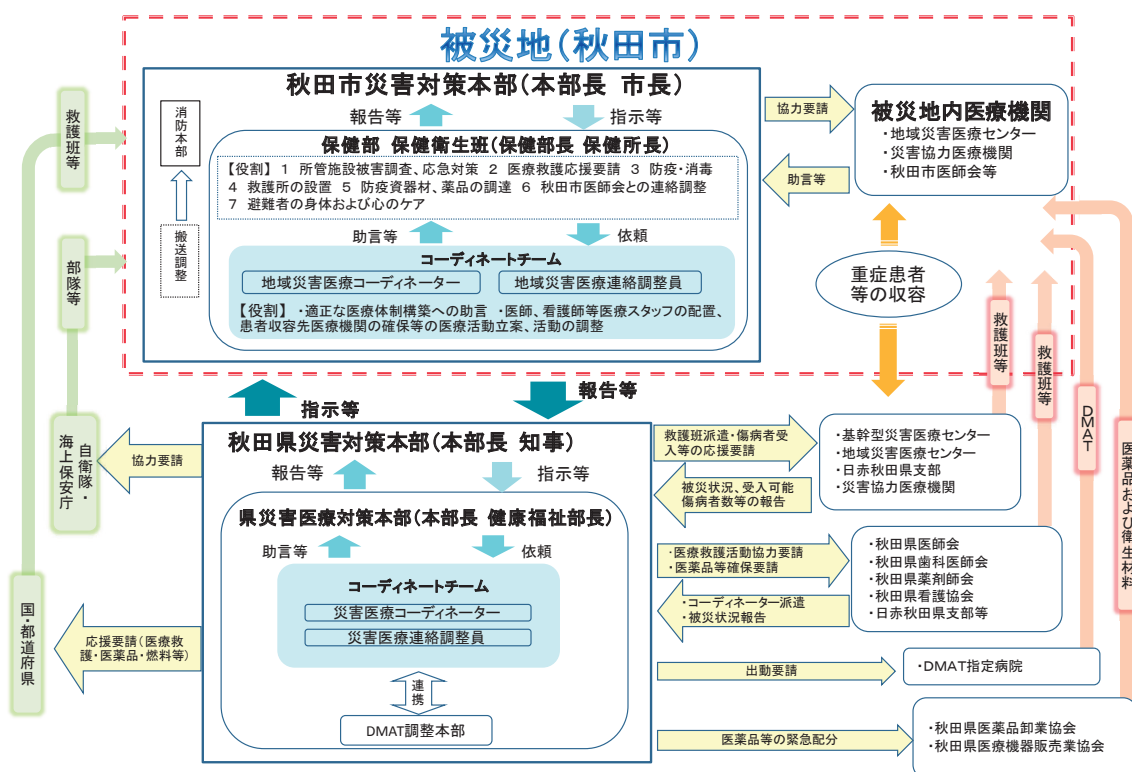 被災地(秋田市)
秋田市災害対策本部(本部長 市長)
報告等
指示等
保健部 保健衛生班(保健部長 保健所長)
【役割】 1 所管施設被害調査、応急対策 2 医療救護応援要請 3 防疫・消毒
4 救護所の設置 5 防疫資器材、薬品の調達 6 秋田市医師会との連絡調整
7 避難者の身体および心のケア
助言等
依頼
コーディネートチーム
地域災害医療コーディネーター
地域災害医療連絡調整員
【役割】 ・適正な医療体制構築への助言 ・医師、看護師等医療スタッフの配置、
患者収容先医療機関の確保等の医療活動立案、活動の調整
消防本部
搬送調整
協力要請
助言等
被災地内医療機関
・地域災害医療センター
・災害協力医療機関
・秋田市医師会等
重症患者
等の収容
救護班等
部隊等
自衛隊・
海上保安庁
国・都道府県
指示等
報告等
秋田県災害対策本部(本部長 知事)
報告等
指示等
県災害医療対策本部(本部長 健康福祉部長)
助言等
依頼
コーディネートチーム
災害医療コーディネーター
災害医療連絡調整員
連携
DMAT調整本部
協力要請
応援要請(医療救
護・医薬品・燃料等)
救護班派遣・傷病者受
入等の応援要請
被災状況、受入可能
傷病者数等の報告
・基幹型災害医療センター
・地域災害医療センター
・日赤秋田県支部
・災害協力医療機関
・医療救護活動協力要請
・医薬品等確保要請
・コーディネーター派遣
・被災状況報告
・秋田県医師会
・秋田県歯科医師会
・秋田県薬剤師会
・秋田県看護協会
・日赤秋田県支部等
出動要請
・DMAT指定病院
医薬品等の緊急配分
・秋田県医薬品卸業協会
・秋田県医療機器販売業協会
救護班等
救護班等
DMAT
医薬品および衛生材料